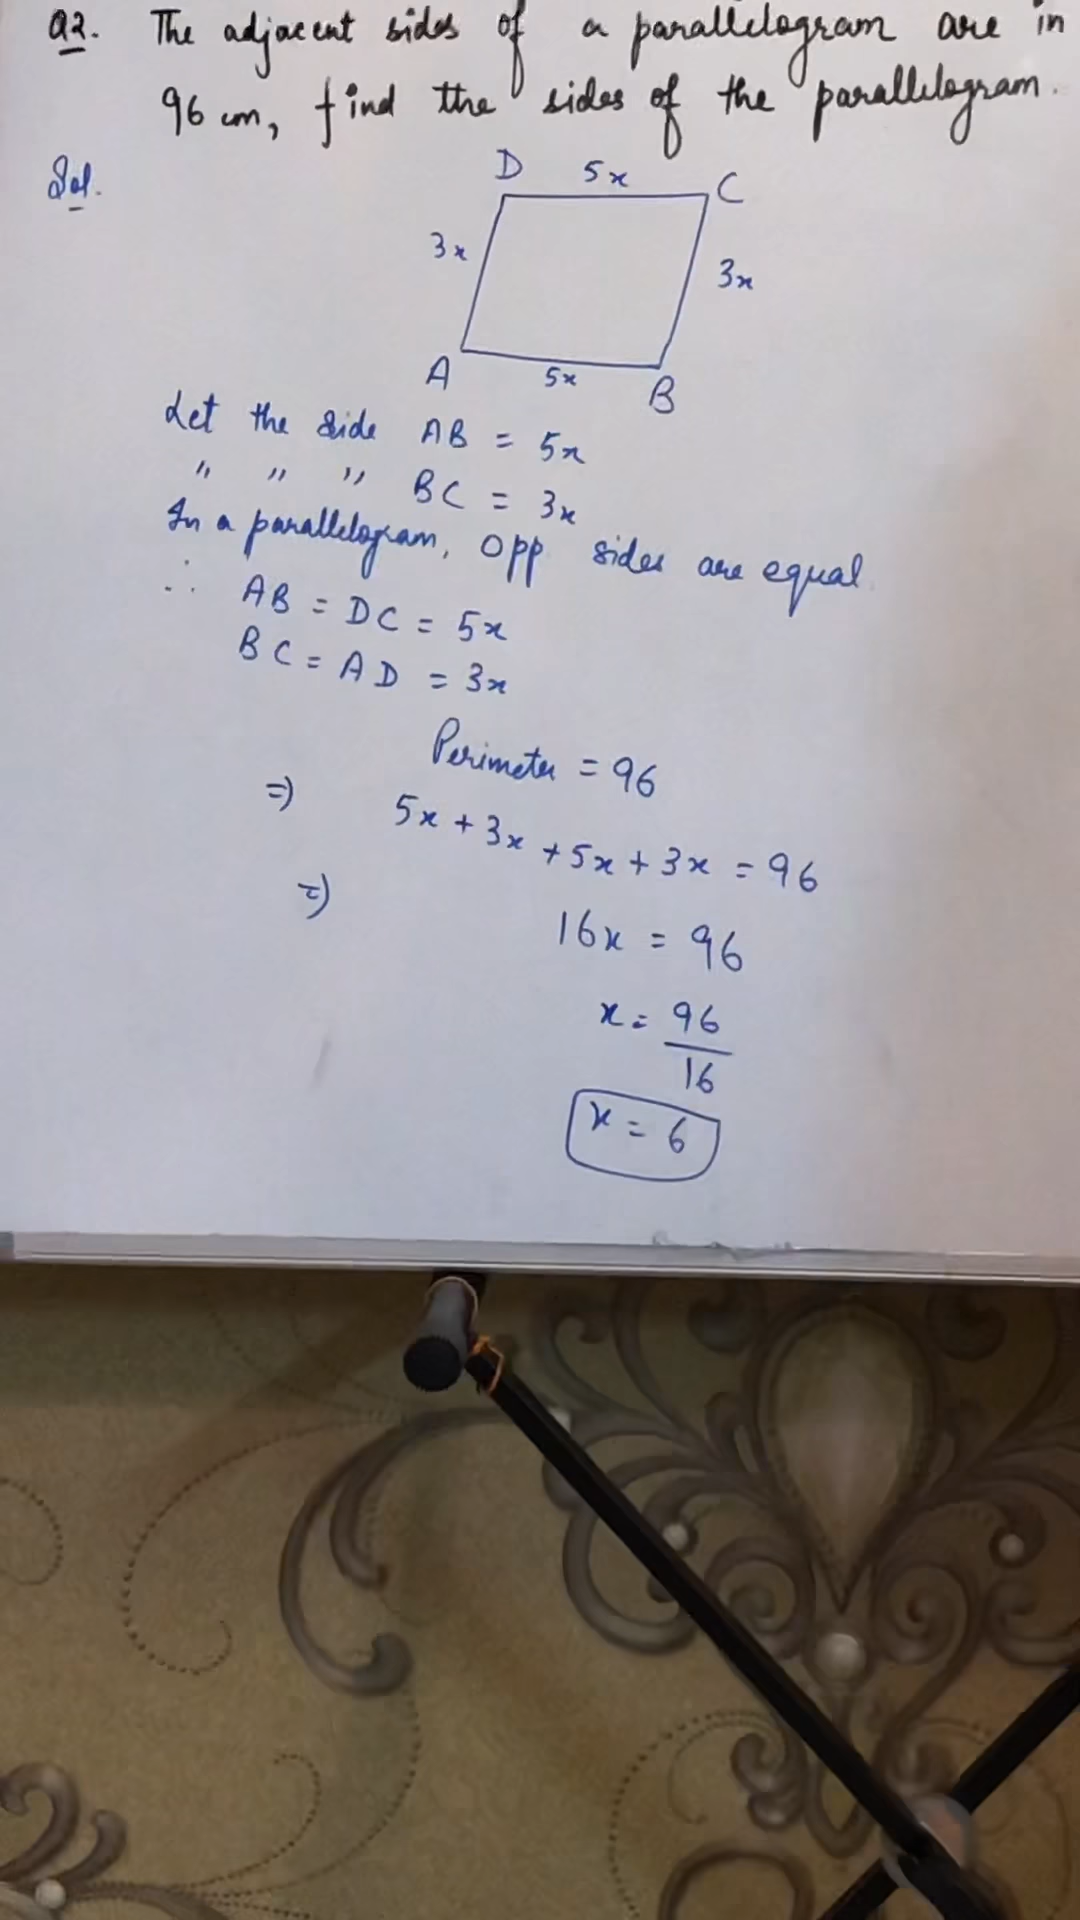 Q2. The adjacent sides of a parallelogram are in
96 cm, find the sides of the parallelogram.
Sol.
D 5x C
3x
3x
A 5x B
Let the side AB = 5x
" " " BC = 3x
In a parallelogram, Opp sides are equal
∴ AB = DC = 5x
BC = AD = 3x
Perimeter = 96
⇒ 5x + 3x + 5x + 3x = 96
⇒ 16x = 96
x = 96
16
x = 6